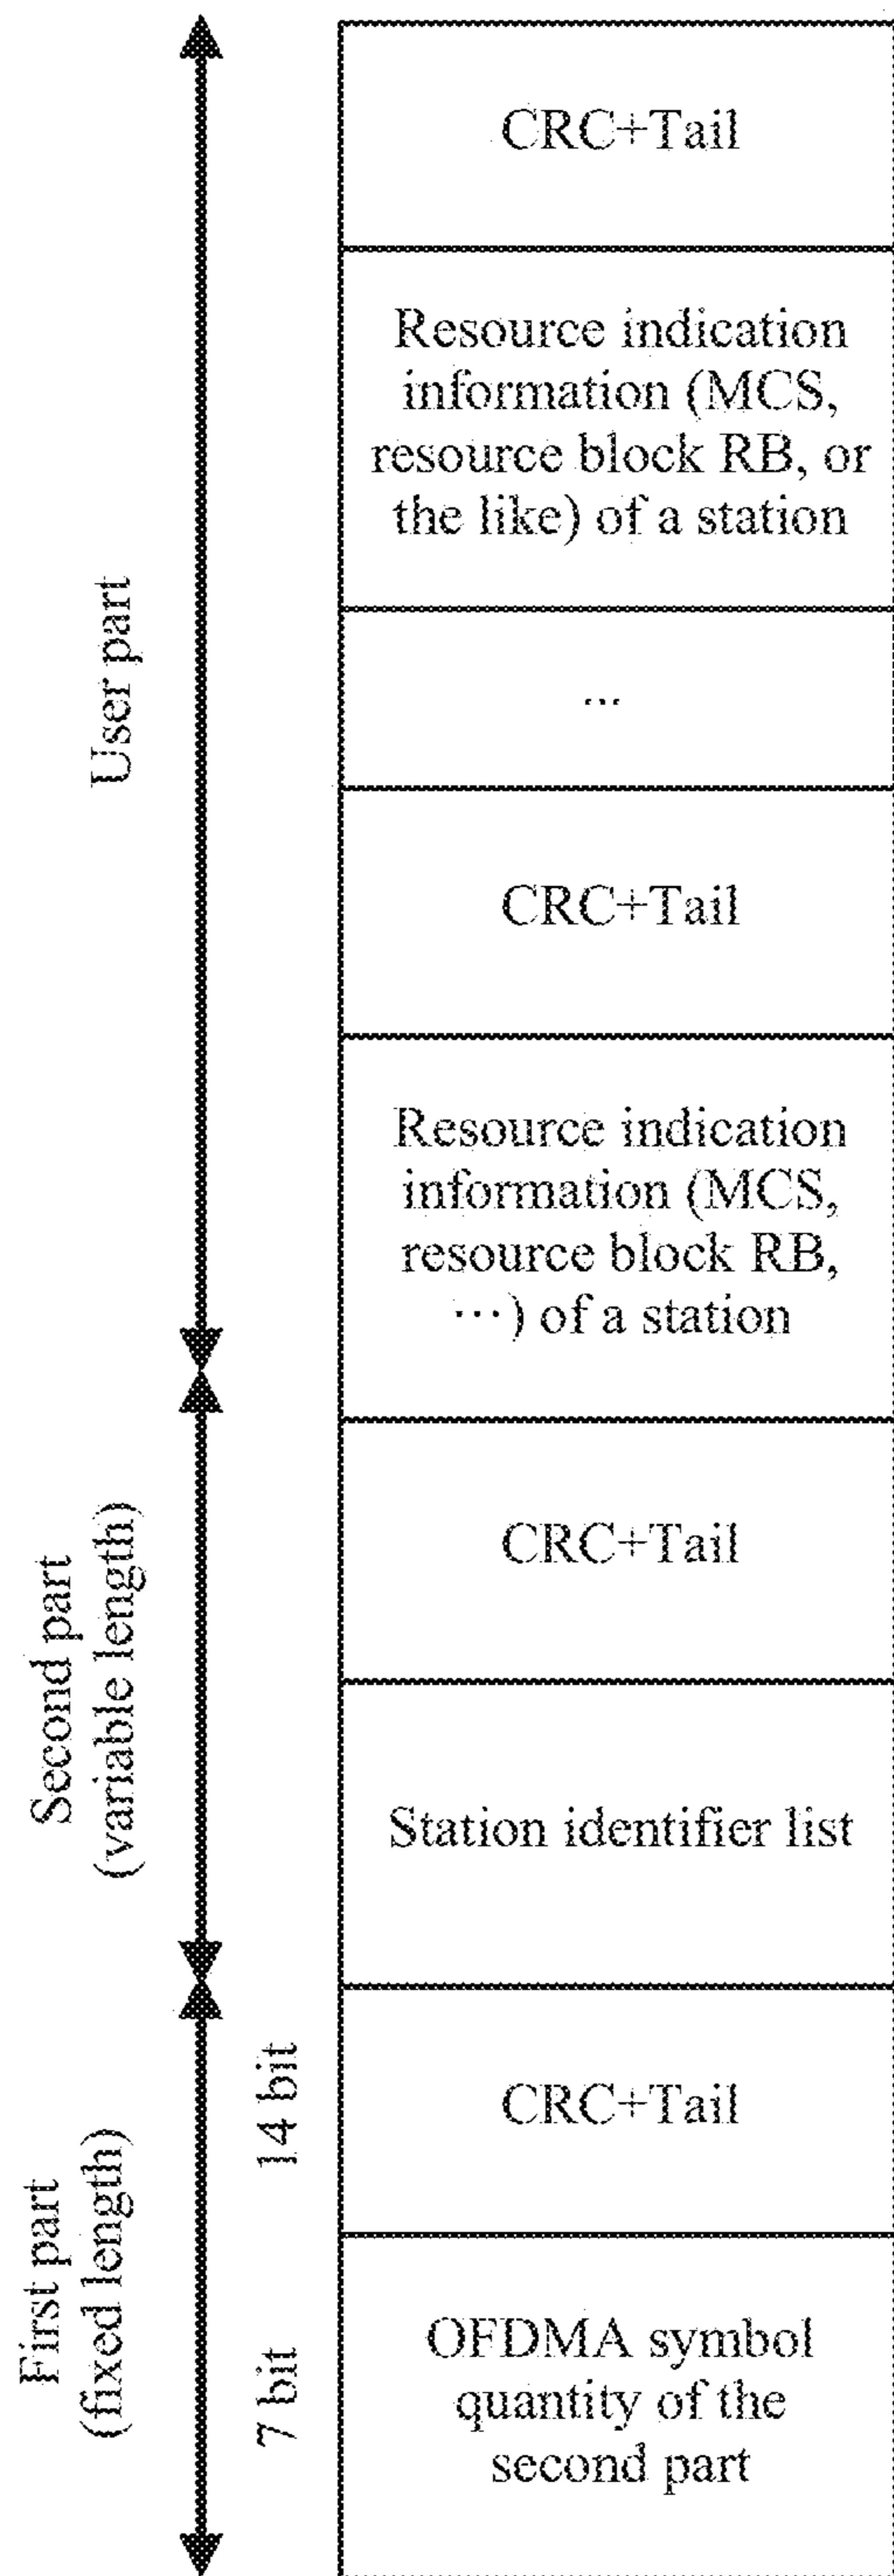 CRC+Tail
Resource indication
information (MCS,
resource block RB, or
the like) of a station
...
CRC+Tail
Resource indication
information (MCS,
resource block RB,
···) of a station
CRC+Tail
Station identifier list
CRC+Tail
OFDMA symbol
quantity of the
second part
User part
Second part
(variable length)
First part
(fixed length)
14 bit
7 bit